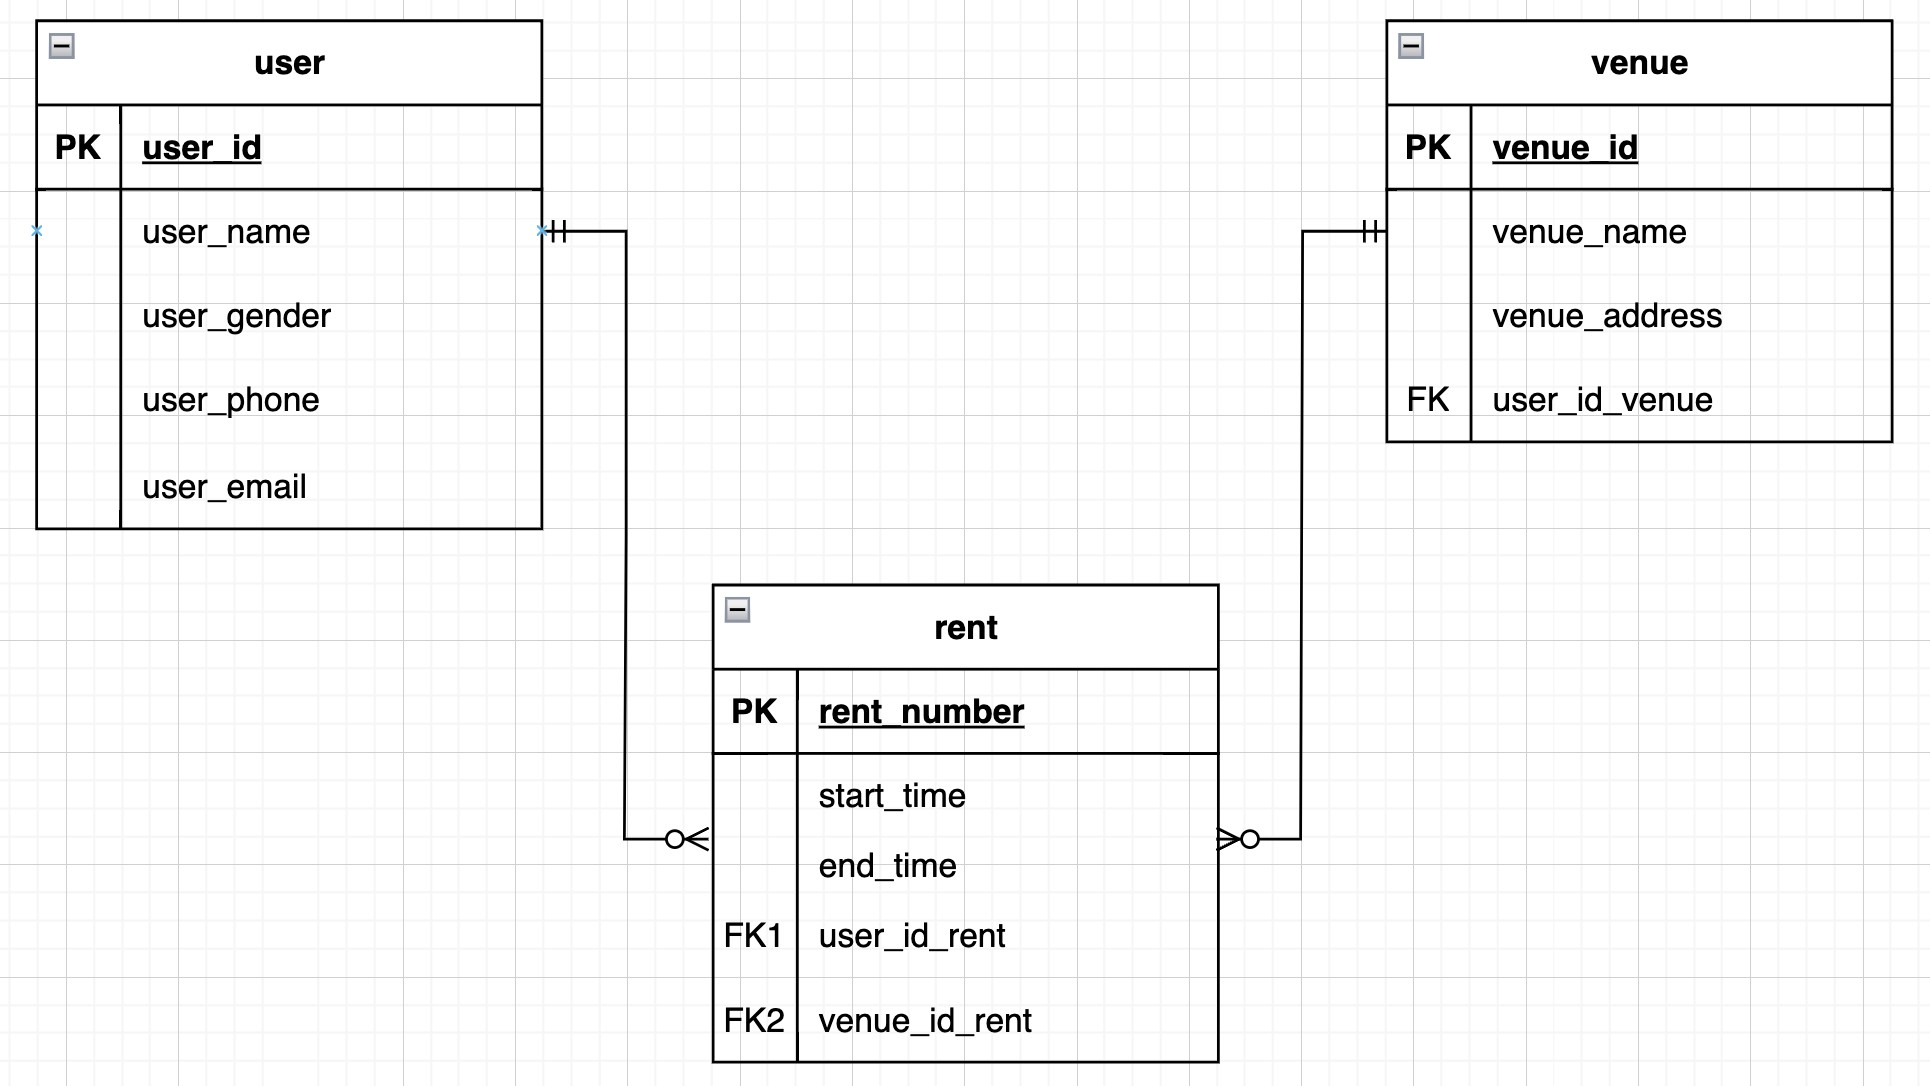 user
PK user_id
user_name
user_gender
user_phone
user_email
venue
PK venue_id
venue_name
venue_address
FK user_id_venue
rent
PK rent_number
start_time
end_time
FK1 user_id_rent
FK2 venue_id_rent